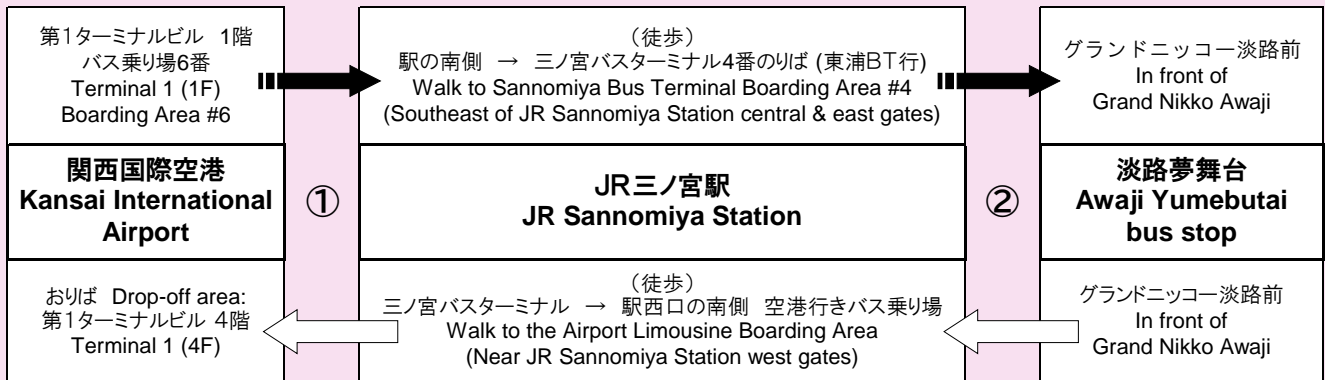 第1ターミナルビル 1階
バス乗り場6番
Terminal 1 (1F)
Boarding Area #6
(徒歩)
駅の南側 → 三ノ宮バスターミナル4番のりば (東浦BT行)
Walk to Sannomiya Bus Terminal Boarding Area #4
(Southeast of JR Sannomiya Station central & east gates)
グランドニッコー淡路前
In front of
Grand Nikko Awaji
関西国際空港
Kansai International
Airport
①
JR三ノ宮駅
JR Sannomiya Station
②
淡路夢舞台
Awaji Yumebutai
bus stop
おりば Drop-off area:
第1ターミナルビル 4階
Terminal 1 (4F)
(徒歩)
三ノ宮バスターミナル → 駅西口の南側 空港行きバス乗り場
Walk to the Airport Limousine Boarding Area
(Near JR Sannomiya Station west gates)
グランドニッコー淡路前
In front of
Grand Nikko Awaji